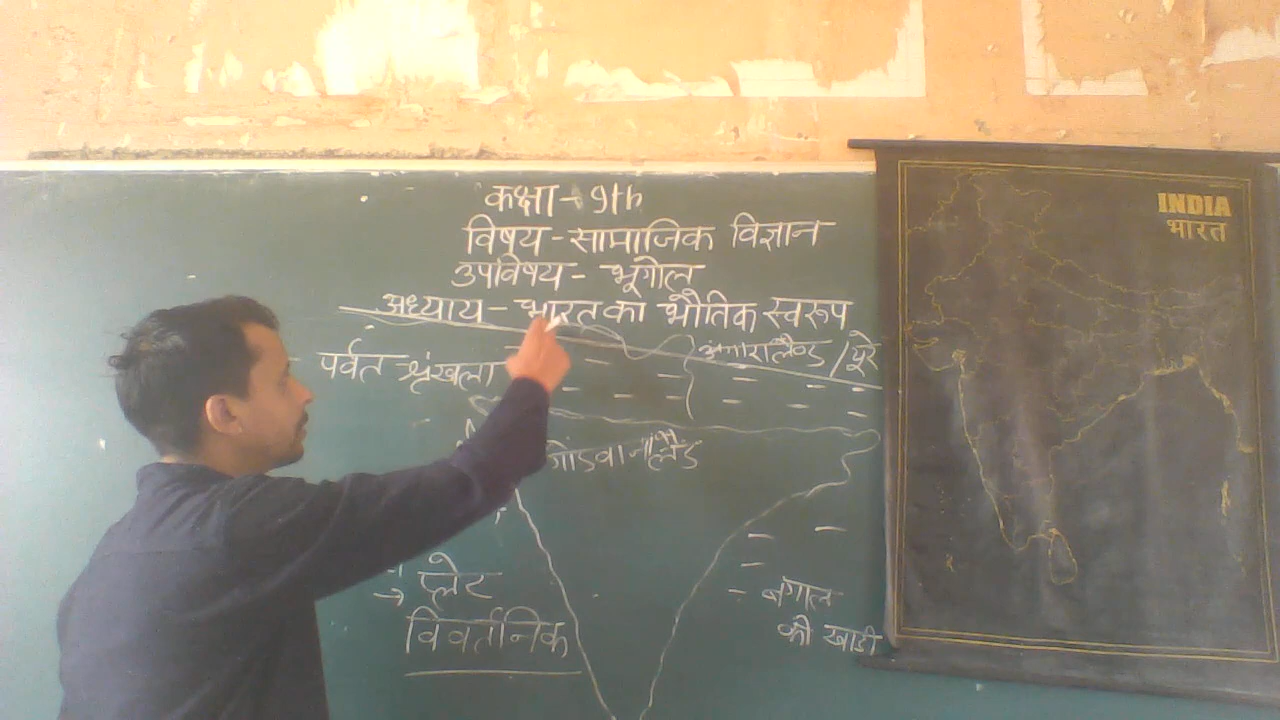 कक्षा - 9th
विषय - सामाजिक विज्ञान
उपविषय - भूगोल
अध्याय - भारत का भौतिक स्वरूप
पर्वत श्रृंखला
अंगारालैण्ड / यूरे
गोंडवाना लैंड
→ प्लेट
विवर्तनिक
बंगाल
की खाडी
INDIA
भारत